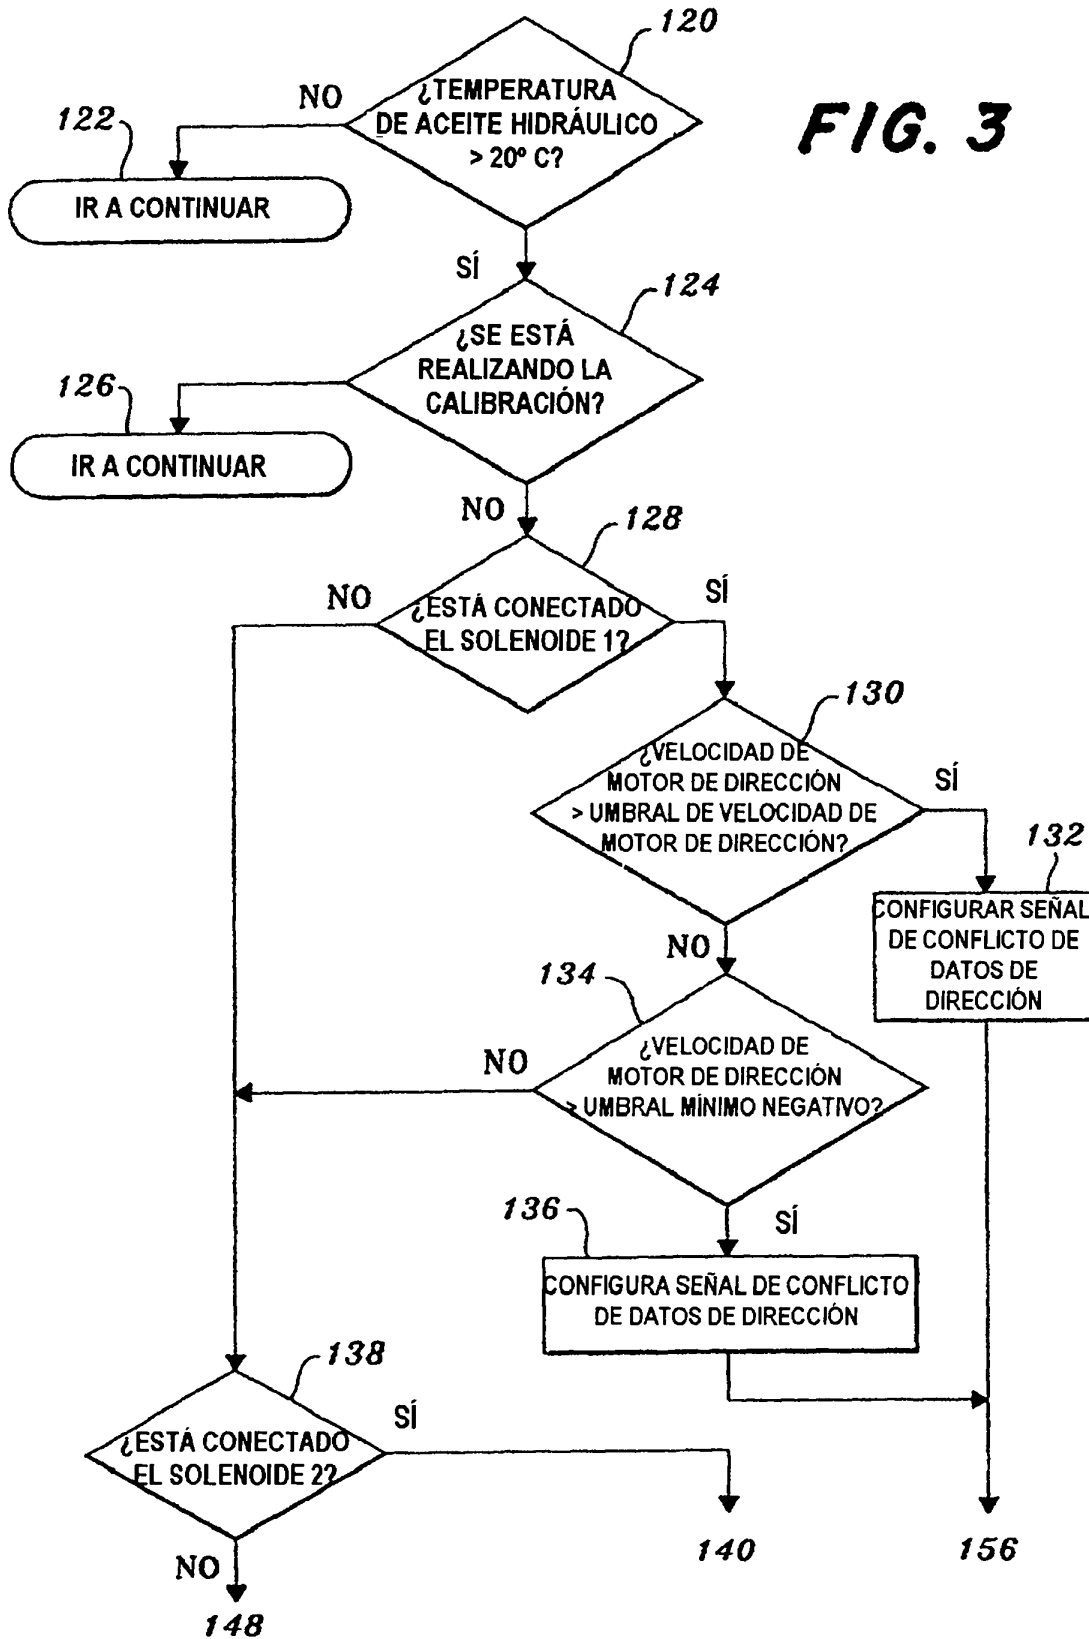 120
FIG. 3
¿TEMPERATURA
DE ACEITE HIDRÁULICO
> 20º C?
NO
122
IR A CONTINUAR
SÍ
124
¿SE ESTÁ
REALIZANDO LA
CALIBRACIÓN?
126
IR A CONTINUAR
NO
128
¿ESTÁ CONECTADO
EL SOLENOIDE 1?
NO
SÍ
130
¿VELOCIDAD DE
MOTOR DE DIRECCIÓN
> UMBRAL DE VELOCIDAD DE
MOTOR DE DIRECCIÓN?
SÍ
132
CONFIGURAR SEÑAL
DE CONFLICTO DE
DATOS DE
DIRECCIÓN
NO
134
¿VELOCIDAD DE
MOTOR DE DIRECCIÓN
> UMBRAL MÍNIMO NEGATIVO?
NO
SÍ
136
CONFIGURA SEÑAL DE CONFLICTO
DE DATOS DE DIRECCIÓN
138
¿ESTÁ CONECTADO
EL SOLENOIDE 2?
SÍ
NO
140
156
148